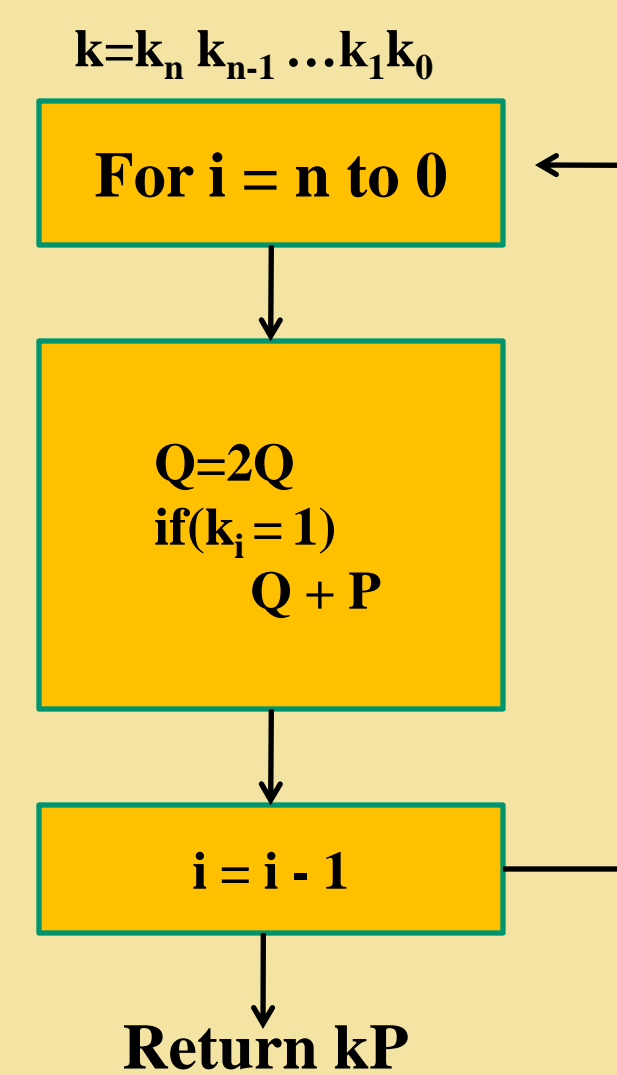 k=kₙ kₙ₋₁ …k₁k₀
For i = n to 0
Q=2Q
if(kᵢ = 1)
Q + P
i = i - 1
Return kP